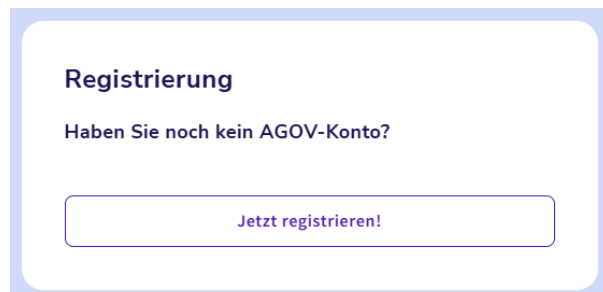 Registrierung
Haben Sie noch kein AGOV-Konto?
Jetzt registrieren!